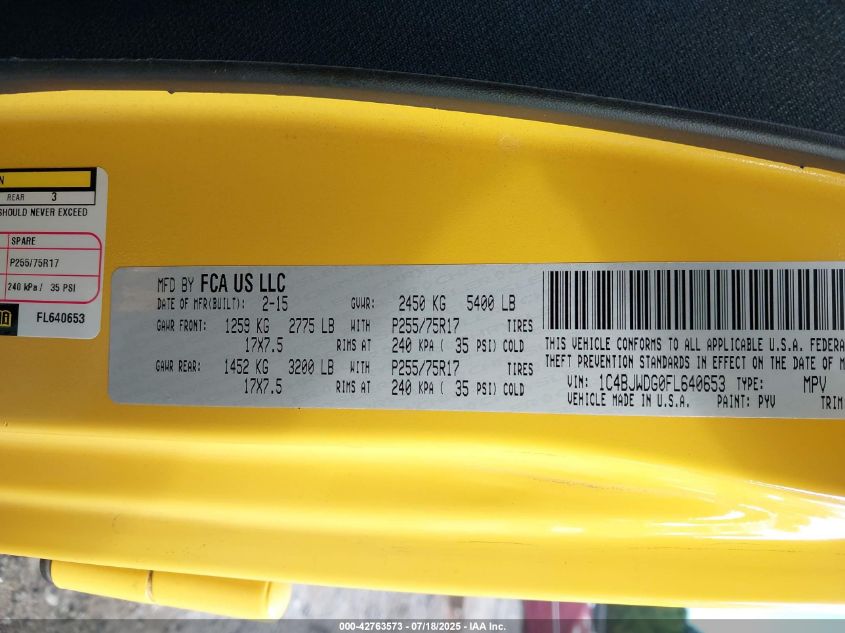 N
REAR 3
SHOULD NEVER EXCEED
SPARE
P255/75R17
240 kPa / 35 PSI
FL640653
MFD BY FCA US LLC
DATE OF MFR(BUILT): 2-15 GVWR: 2450 KG 5400 LB
GAWR FRONT: 1259 KG 2775 LB WITH P255/75R17 TIRES
17X7.5 RIMS AT 240 KPA ( 35 PSI) COLD
GAWR REAR: 1452 KG 3200 LB WITH P255/75R17 TIRES
17X7.5 RIMS AT 240 KPA ( 35 PSI) COLD
THIS VEHICLE CONFORMS TO ALL APPLICABLE U.S.A. FEDERA
THEFT PREVENTION STANDARDS IN EFFECT ON THE DATE OF M
VIN: 1C4BJWDG0FL640653 TYPE: MPV
VEHICLE MADE IN U.S.A. PAINT: PYV TRIM:
000-42763573 / 07/18/2025 - IAA Inc.